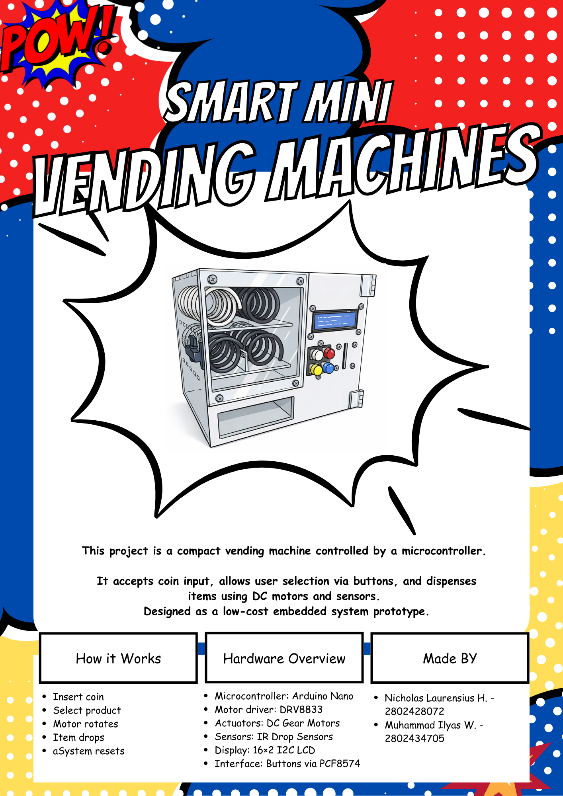 POW!
SMART MINI
VENDING MACHINES
This project is a compact vending machine controlled by a microcontroller.
It accepts coin input, allows user selection via buttons, and dispenses
items using DC motors and sensors.
Designed as a low-cost embedded system prototype.
How it Works
• Insert coin
• Select product
• Motor rotates
• Item drops
• aSystem resets
Hardware Overview
• Microcontroller: Arduino Nano
• Motor driver: DRV8833
• Actuators: DC Gear Motors
• Sensors: IR Drop Sensors
• Display: 16×2 I2C LCD
• Interface: Buttons via PCF8574
Made BY
• Nicholas Laurensius H. -
2802428072
• Muhammad Ilyas W. -
2802434705